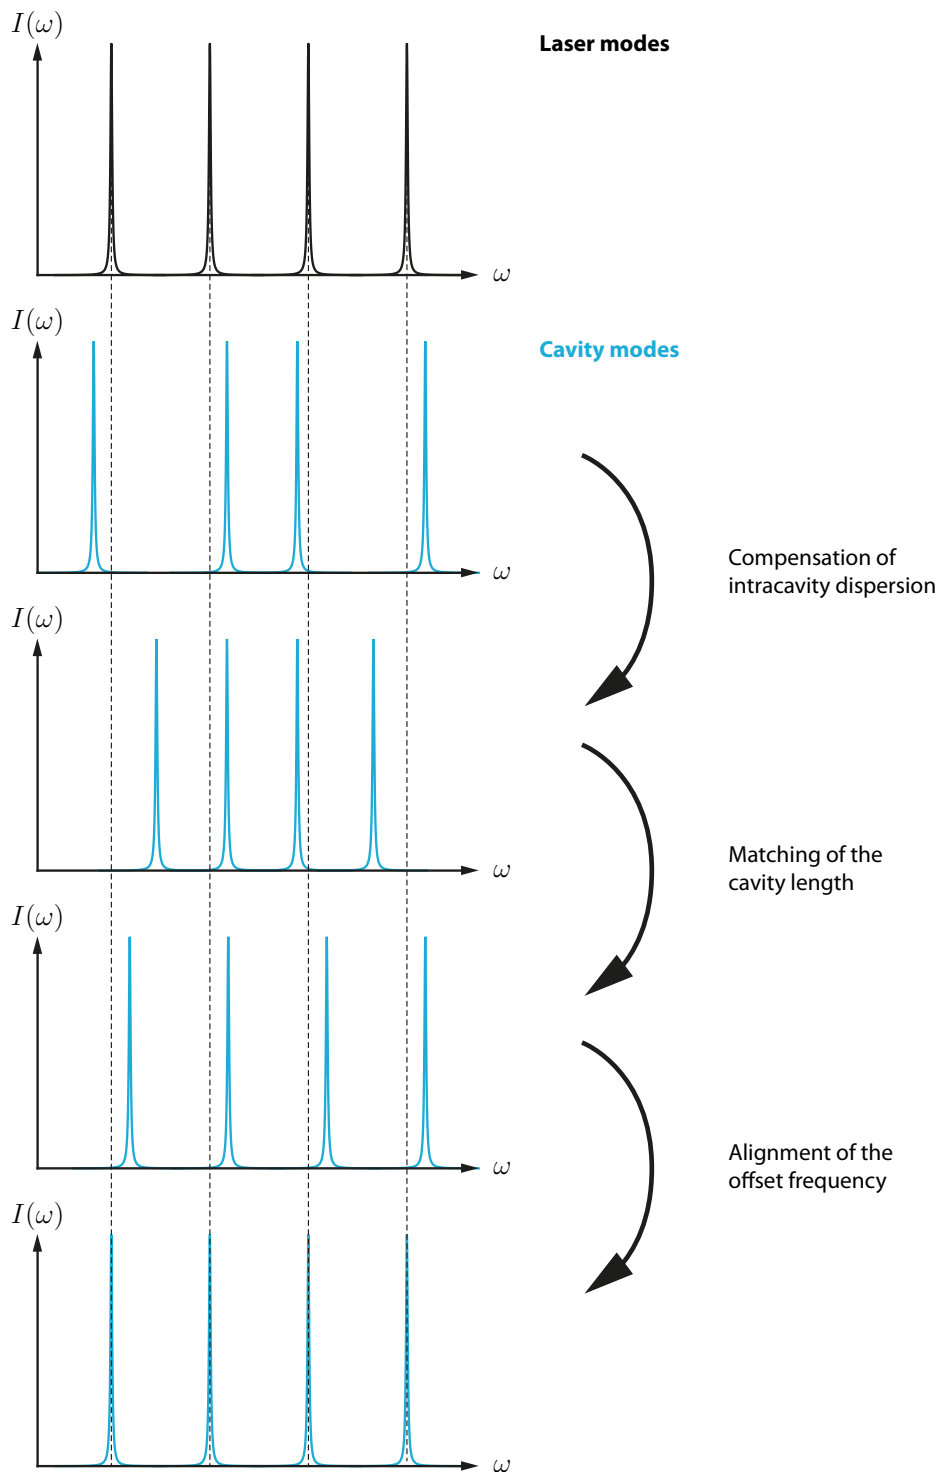 I(ω)
Laser modes
ω
I(ω)
Cavity modes
ω
Compensation of
intracavity dispersion
I(ω)
ω
Matching of the
cavity length
I(ω)
ω
Alignment of the
offset frequency
I(ω)
ω